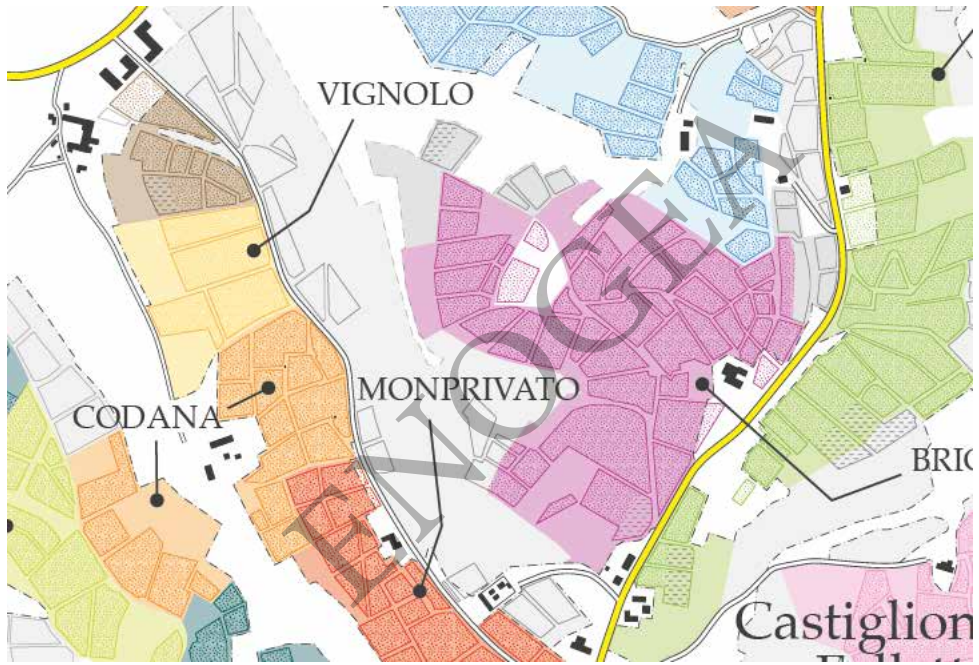 VIGNOLO
ENOGEA
MONPRIVATO
CODANA
BRIC
Castiglion